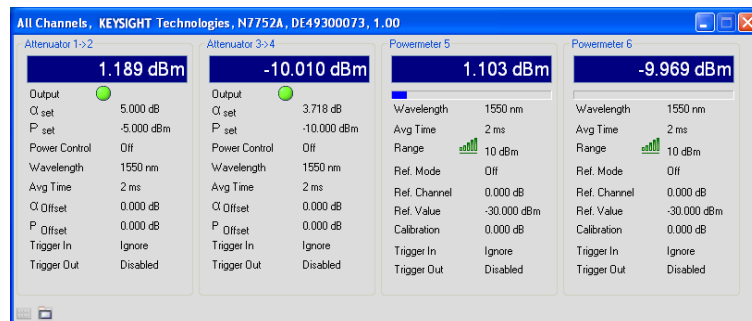 All Channels, KEYSIGHT Technologies, N7752A, DE49300073, 1.00
Attenuator 1->2
1.189 dBm
Output
α set 5.000 dB
P set -5.000 dBm
Power Control Off
Wavelength 1550 nm
Avg Time 2 ms
α Offset 0.000 dB
P Offset 0.000 dB
Trigger In Ignore
Trigger Out Disabled
Attenuator 3->4
-10.010 dBm
Output
α set 3.718 dB
P set -10.000 dBm
Power Control Off
Wavelength 1550 nm
Avg Time 2 ms
α Offset 0.000 dB
P Offset 0.000 dB
Trigger In Ignore
Trigger Out Disabled
Powermeter 5
1.103 dBm
Wavelength 1550 nm
Avg Time 2 ms
Range 10 dBm
Ref. Mode Off
Ref. Channel 0.000 dB
Ref. Value -30.000 dBm
Calibration 0.000 dB
Trigger In Ignore
Trigger Out Disabled
Powermeter 6
-9.969 dBm
Wavelength 1550 nm
Avg Time 2 ms
Range 10 dBm
Ref. Mode Off
Ref. Channel 0.000 dB
Ref. Value -30.000 dBm
Calibration 0.000 dB
Trigger In Ignore
Trigger Out Disabled